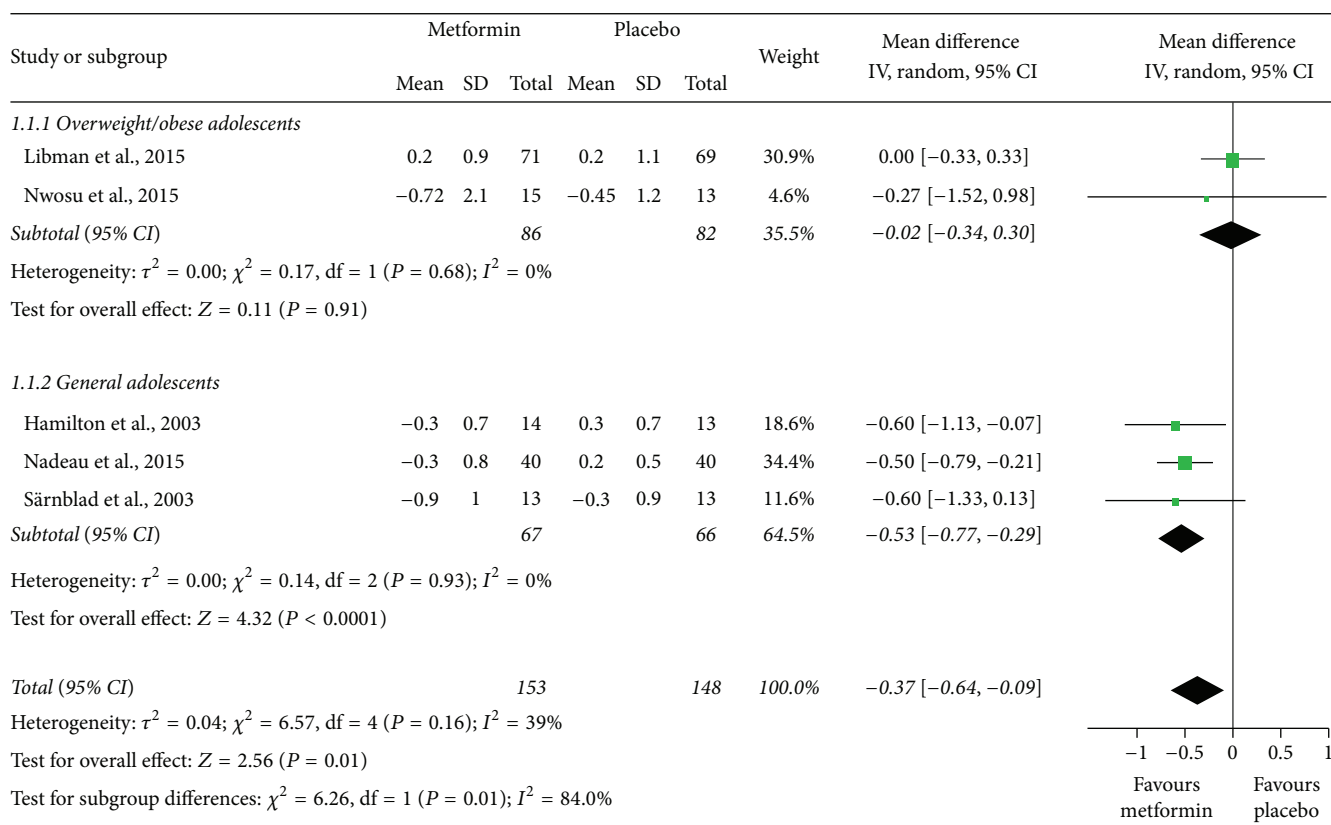 Study or subgroup Metformin Placebo Weight Mean difference IV, random, 95% CI Mean difference IV, random, 95% CI
Mean SD Total Mean SD Total
1.1.1 Overweight/obese adolescents
Libman et al., 2015 0.2 0.9 71 0.2 1.1 69 30.9% 0.00 [−0.33, 0.33]
Nwosu et al., 2015 −0.72 2.1 15 −0.45 1.2 13 4.6% −0.27 [−1.52, 0.98]
Subtotal (95% CI) 86 82 35.5% −0.02 [−0.34, 0.30]
Heterogeneity: τ² = 0.00; χ² = 0.17, df = 1 (P = 0.68); I² = 0%
Test for overall effect: Z = 0.11 (P = 0.91)
1.1.2 General adolescents
Hamilton et al., 2003 −0.3 0.7 14 0.3 0.7 13 18.6% −0.60 [−1.13, −0.07]
Nadeau et al., 2015 −0.3 0.8 40 0.2 0.5 40 34.4% −0.50 [−0.79, −0.21]
Särnblad et al., 2003 −0.9 1 13 −0.3 0.9 13 11.6% −0.60 [−1.33, 0.13]
Subtotal (95% CI) 67 66 64.5% −0.53 [−0.77, −0.29]
Heterogeneity: τ² = 0.00; χ² = 0.14, df = 2 (P = 0.93); I² = 0%
Test for overall effect: Z = 4.32 (P < 0.0001)
Total (95% CI) 153 148 100.0% −0.37 [−0.64, −0.09]
Heterogeneity: τ² = 0.04; χ² = 6.57, df = 4 (P = 0.16); I² = 39%
Test for overall effect: Z = 2.56 (P = 0.01)
Test for subgroup differences: χ² = 6.26, df = 1 (P = 0.01); I² = 84.0%
−1 −0.5 0 0.5 1
Favours metformin
Favours placebo